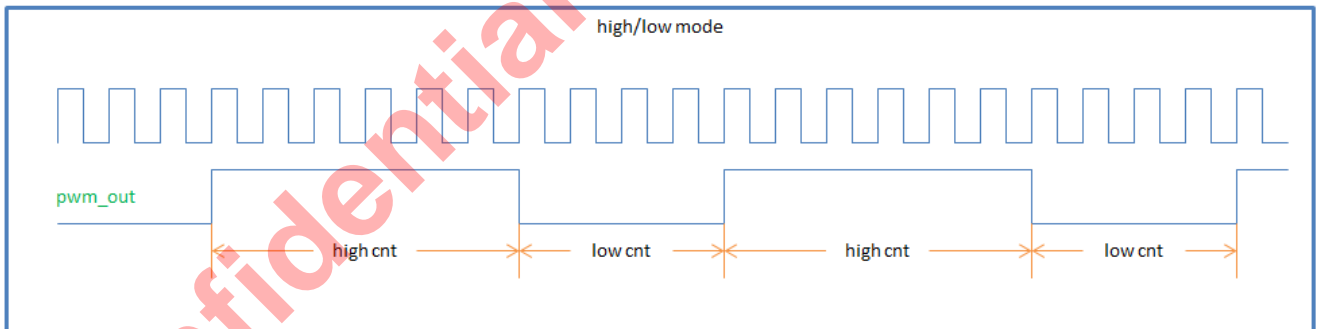 high/low mode
pwm_out
high cnt
low cnt
high cnt
low cnt
fidential